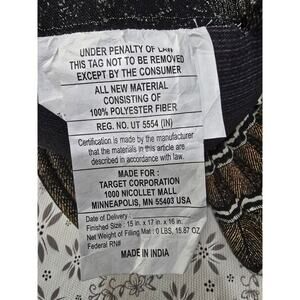 UNDER PENALTY OF LAW
THIS TAG NOT TO BE REMOVED
EXCEPT BY THE CONSUMER
ALL NEW MATERIAL
CONSISTING OF
100% POLYESTER FIBER
REG. NO. UT 5554 (IN)
Certification is made by the manufacturer
that the materials in this article are
described in accordance with law.
MADE FOR :
TARGET CORPORATION
1000 NICOLLET MALL
MINNEAPOLIS, MN 55403 USA
Date of Delivery :
Finished Size : 15 in. x 17 in. x 16 in.
Net Weight of Filling Mat : 0 LBS, 15.87 OZ
Federal RN#
MADE IN INDIA